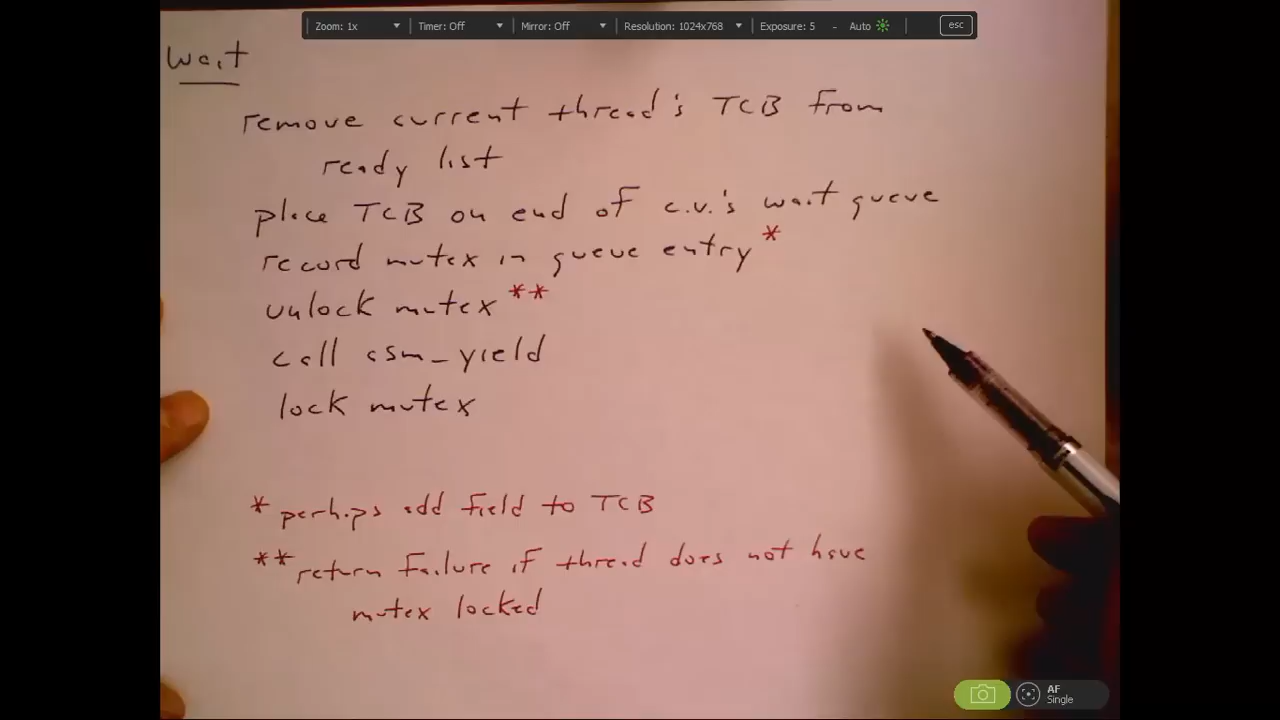 Zoom: 1x Timer: Off Mirror: Off Resolution: 1024x768 Exposure: 5 - Auto esc
wait
remove current thread's TCB from
ready list
place TCB on end of c.v.'s wait queue
record mutex in queue entry *
unlock mutex **
call asm_yield
lock mutex
* perhaps add field to TCB
** return failure if thread does not have
mutex locked
AF
Single